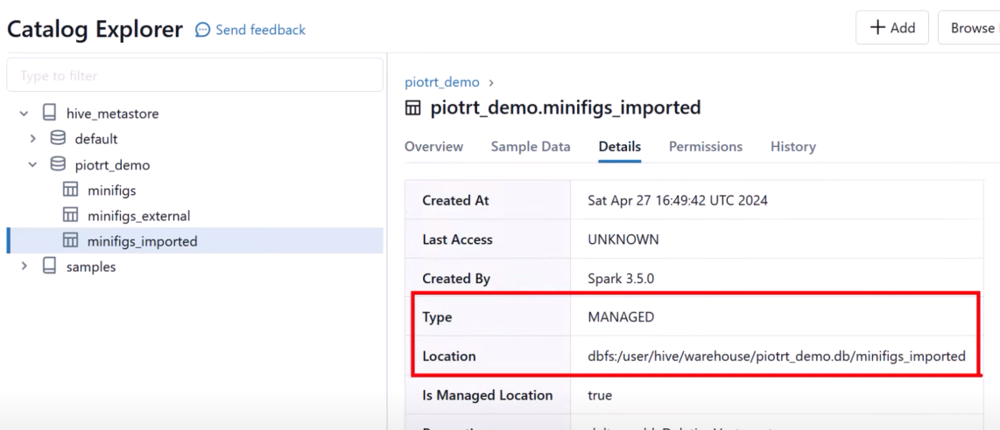 Catalog Explorer Send feedback
Add
Browse
Type to filter
hive_metastore
default
piotrt_demo
minifigs
minifigs_external
minifigs_imported
samples
piotrt_demo
piotrt_demo.minifigs_imported
Overview Sample Data Details Permissions History
Created At Sat Apr 27 16:49:42 UTC 2024
Last Access UNKNOWN
Created By Spark 3.5.0
Type MANAGED
Location dbfs:/user/hive/warehouse/piotrt_demo.db/minifigs_imported
Is Managed Location true